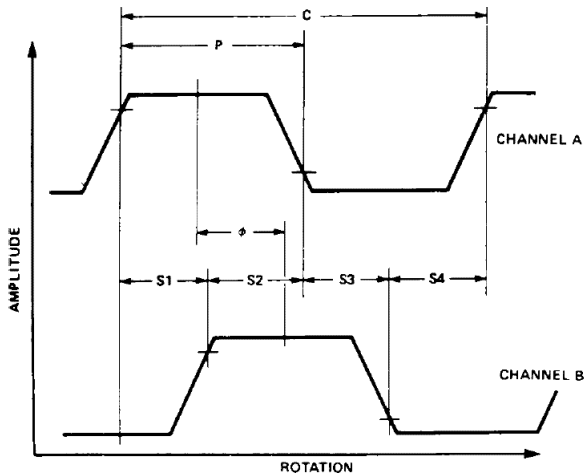 C
P
CHANNEL A
ϕ
S1 S2 S3 S4
AMPLITUDE
CHANNEL B
ROTATION